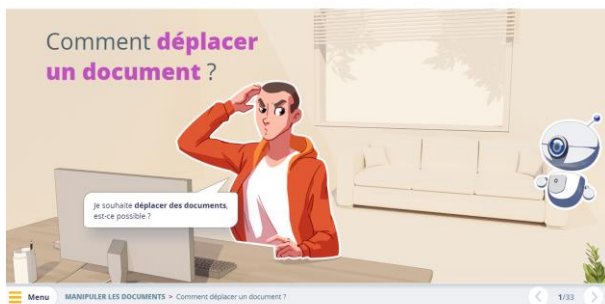 Comment déplacer
un document ?
Je souhaite déplacer des documents,
est-ce possible ?
Menu MANIPULER LES DOCUMENTS > Comment déplacer un document ? 1/33